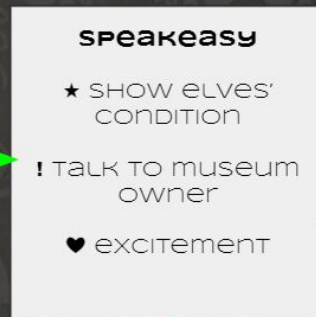 speakeasy
★ show elves'
condition
! talk to museum
owner
♥ excitement